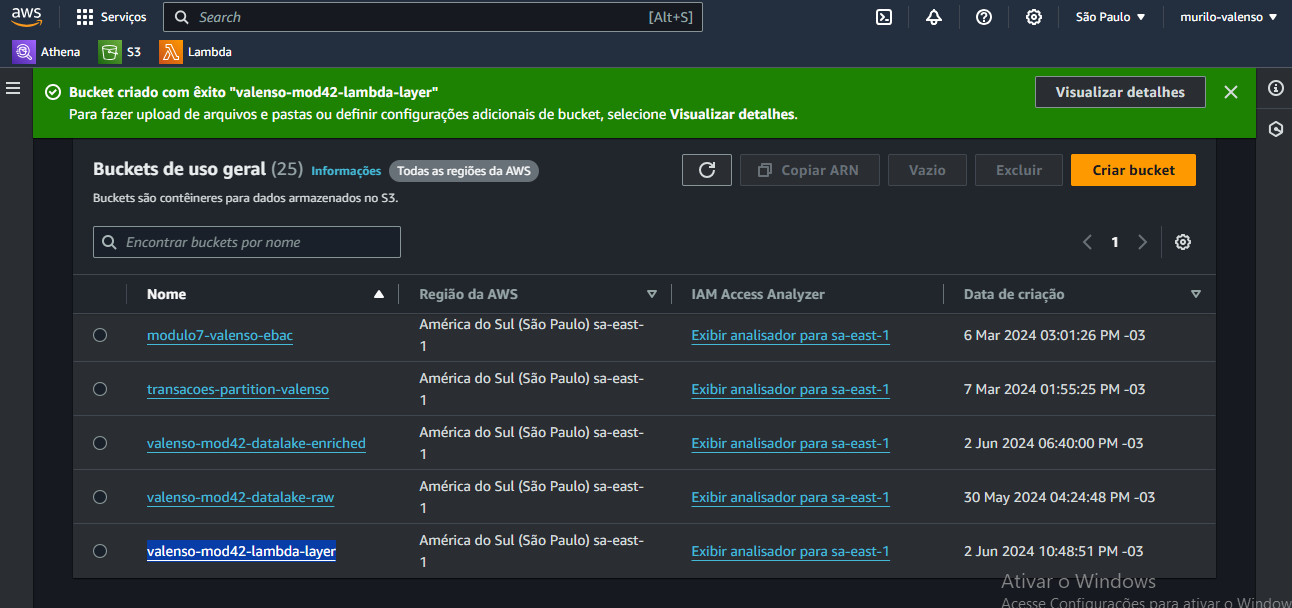 aws
Serviços
Search
[Alt+S]
São Paulo ▼
murilo-valenso ▼
Athena
S3
Lambda
Bucket criado com êxito "valenso-mod42-lambda-layer"
Para fazer upload de arquivos e pastas ou definir configurações adicionais de bucket, selecione Visualizar detalhes.
Visualizar detalhes
Buckets de uso geral (25) Informações Todas as regiões da AWS
Buckets são contêineres para dados armazenados no S3.
Copiar ARN
Vazio
Excluir
Criar bucket
Encontrar buckets por nome
1
Nome
Região da AWS
IAM Access Analyzer
Data de criação
modulo7-valenso-ebac
América do Sul (São Paulo) sa-east-
1
Exibir analisador para sa-east-1
6 Mar 2024 03:01:26 PM -03
transacoes-partition-valenso
América do Sul (São Paulo) sa-east-
1
Exibir analisador para sa-east-1
7 Mar 2024 01:55:25 PM -03
valenso-mod42-datalake-enriched
América do Sul (São Paulo) sa-east-
1
Exibir analisador para sa-east-1
2 Jun 2024 06:40:00 PM -03
valenso-mod42-datalake-raw
América do Sul (São Paulo) sa-east-
1
Exibir analisador para sa-east-1
30 May 2024 04:24:48 PM -03
valenso-mod42-lambda-layer
América do Sul (São Paulo) sa-east-
1
Exibir analisador para sa-east-1
2 Jun 2024 10:48:51 PM -03
Ativar o Windows
Acesse Configurações para ativar o Window